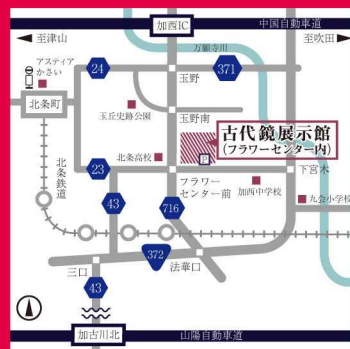 加西IC
中国自動車道
至津山
至吹田
万願寺川
アスティア
かさい
24
玉野
371
北条町
玉丘史跡公園
玉野南
古代鏡展示館
(フラワーセンター内)
P
北条高校
23
フラワー
センター前
下宮木
加西中学校
九会小学校
北条鉄道
43
716
372
三口
法華口
43
加古川北
山陽自動車道